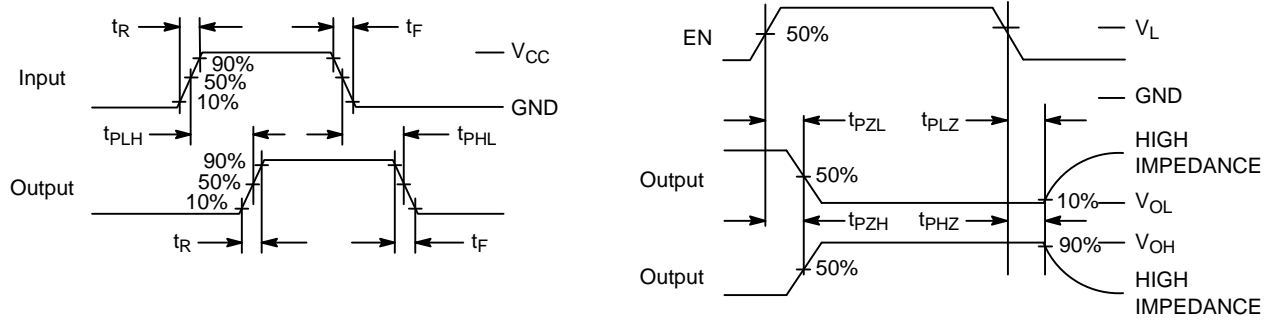 tR
tF
VCC
Input
90%
50%
10%
GND
tPLH
tPHL
Output
90%
50%
10%
tR
tF
EN
50%
VL
GND
tPZL
tPLZ
HIGH
IMPEDANCE
Output
50%
10%
VOL
tPZH
tPHZ
VOH
90%
Output
50%
HIGH
IMPEDANCE